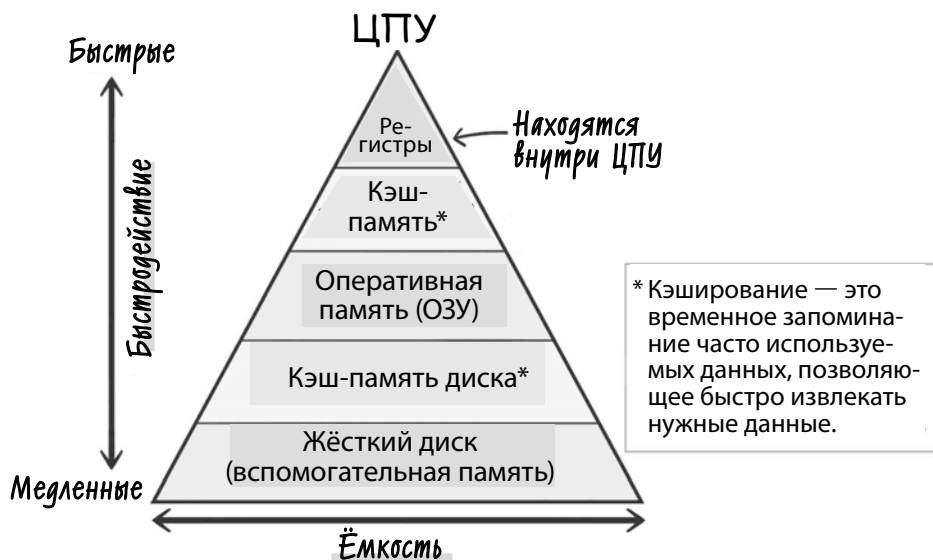 ЦПУ
Быстрые
Ре-
гистры
Находятся
внутри ЦПУ
Кэш-
память*
Быстродействие
Оперативная
память (ОЗУ)
* Кэширование — это
временное запомина-
ние часто используе-
мых данных, позволяю-
щее быстро извлекать
нужные данные.
Кэш-память диска*
Жёсткий диск
(вспомогательная память)
Медленные
Ёмкость